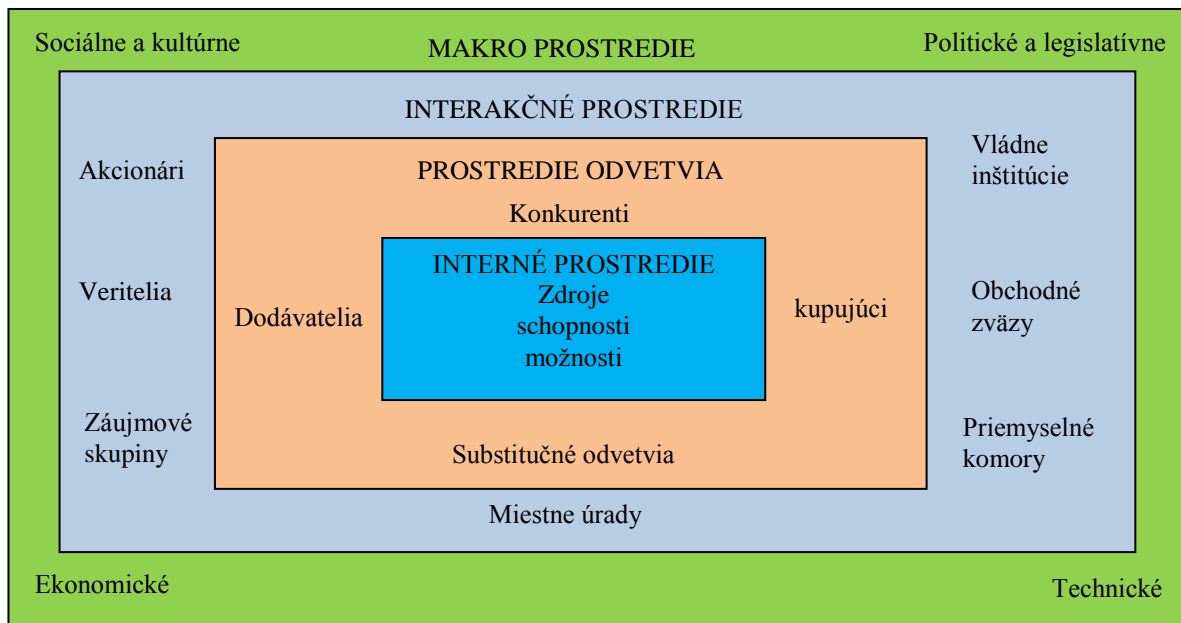 Sociálne a kultúrne
MAKRO PROSTREDIE
Politické a legislatívne
INTERAKČNÉ PROSTREDIE
Akcionári
PROSTREDIE ODVETVIA
Vládne
inštitúcie
Konkurenti
Veritelia
Dodávatelia
INTERNÉ PROSTREDIE
Zdroje
schopnosti
možnosti
kupujúci
Obchodné
zväzy
Záujmové
skupiny
Substitučné odvetvia
Priemyselné
komory
Miestne úrady
Ekonomické
Technické